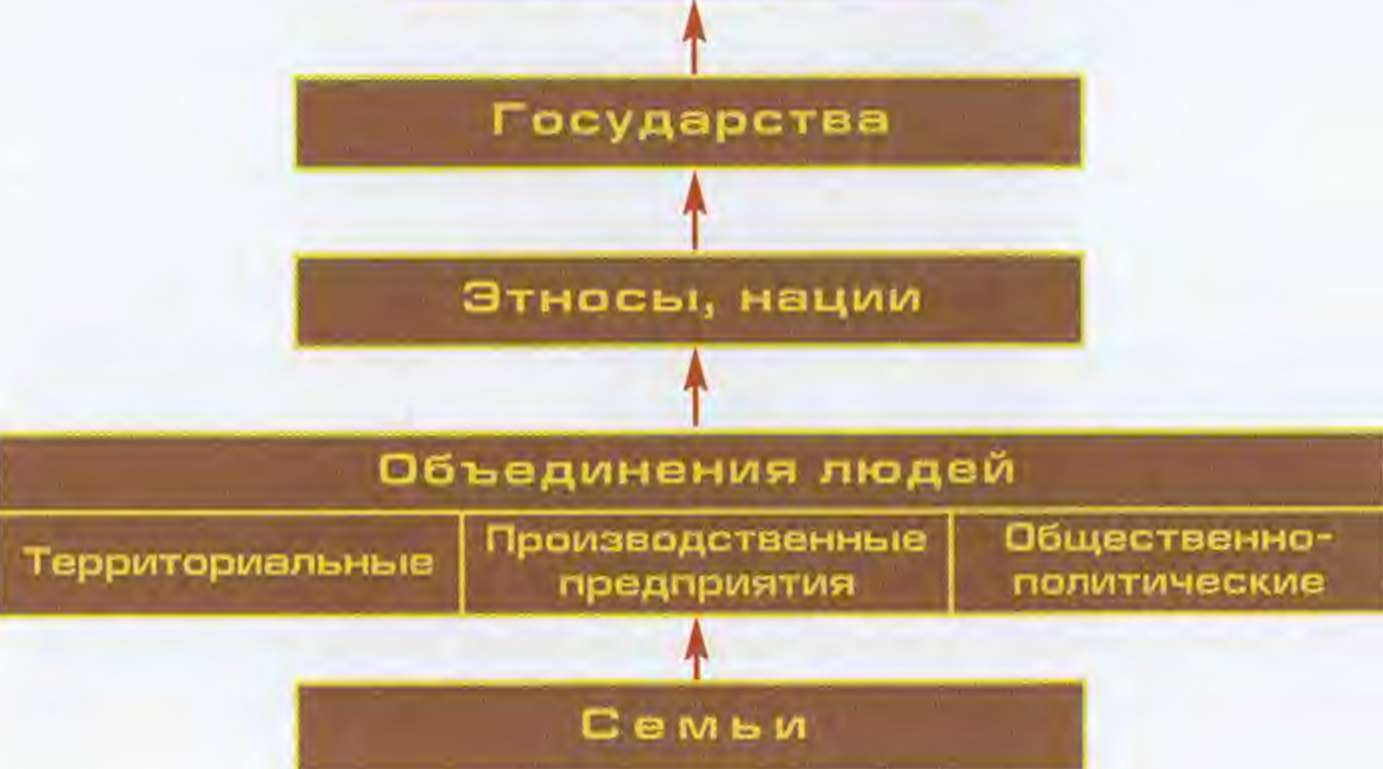 Государства
Этносы, нации
Объединения людей
Территориальные
Производственные
предприятия
Общественно-
политические
Семьи